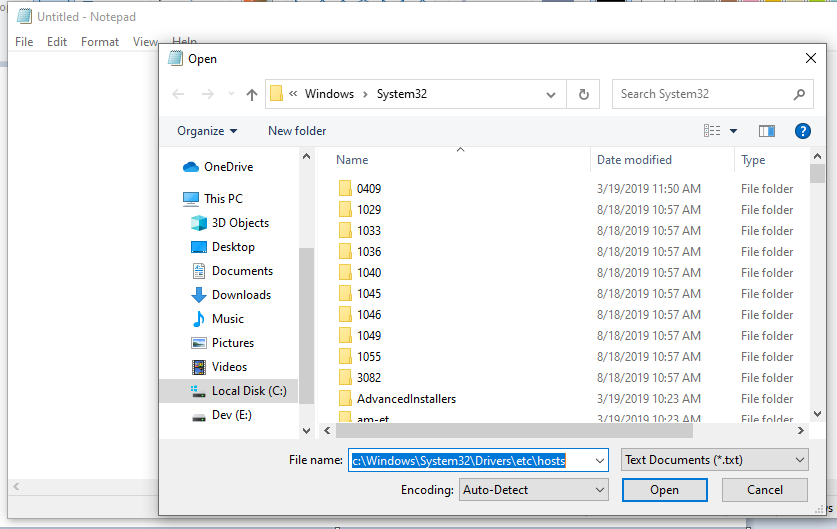 Untitled - Notepad
File Edit Format View Help
Open
« Windows › System32
Search System32
Organize New folder
Name Date modified Type
OneDrive
This PC
3D Objects
Desktop
Documents
Downloads
Music
Pictures
Videos
Local Disk (C:)
Dev (E:)
0409 3/19/2019 11:50 AM File folder
1029 8/18/2019 10:57 AM File folder
1033 8/18/2019 10:57 AM File folder
1036 8/18/2019 10:57 AM File folder
1040 8/18/2019 10:57 AM File folder
1045 8/18/2019 10:57 AM File folder
1046 8/18/2019 10:57 AM File folder
1049 8/18/2019 10:57 AM File folder
1055 8/18/2019 10:57 AM File folder
3082 8/18/2019 10:57 AM File folder
AdvancedInstallers 3/19/2019 10:23 AM File folder
am-et 3/19/2019 10:23 AM File folder
File name: c:\Windows\System32\Drivers\etc\hosts Text Documents (*.txt)
Encoding: Auto-Detect Open Cancel